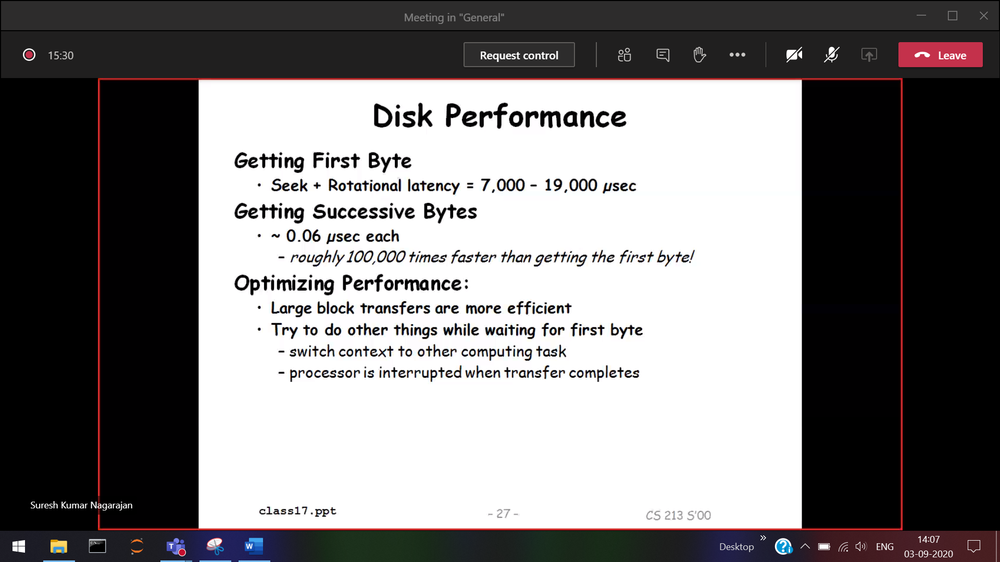 Meeting in "General"
15:30
Request control
Leave
Disk Performance
Getting First Byte
· Seek + Rotational latency = 7,000 – 19,000 µsec
Getting Successive Bytes
· ~ 0.06 µsec each
– roughly 100,000 times faster than getting the first byte!
Optimizing Performance:
· Large block transfers are more efficient
· Try to do other things while waiting for first byte
– switch context to other computing task
– processor is interrupted when transfer completes
Suresh Kumar Nagarajan
class17.ppt
– 27 –
CS 213 S'00
Desktop
ENG
14:07
03-09-2020